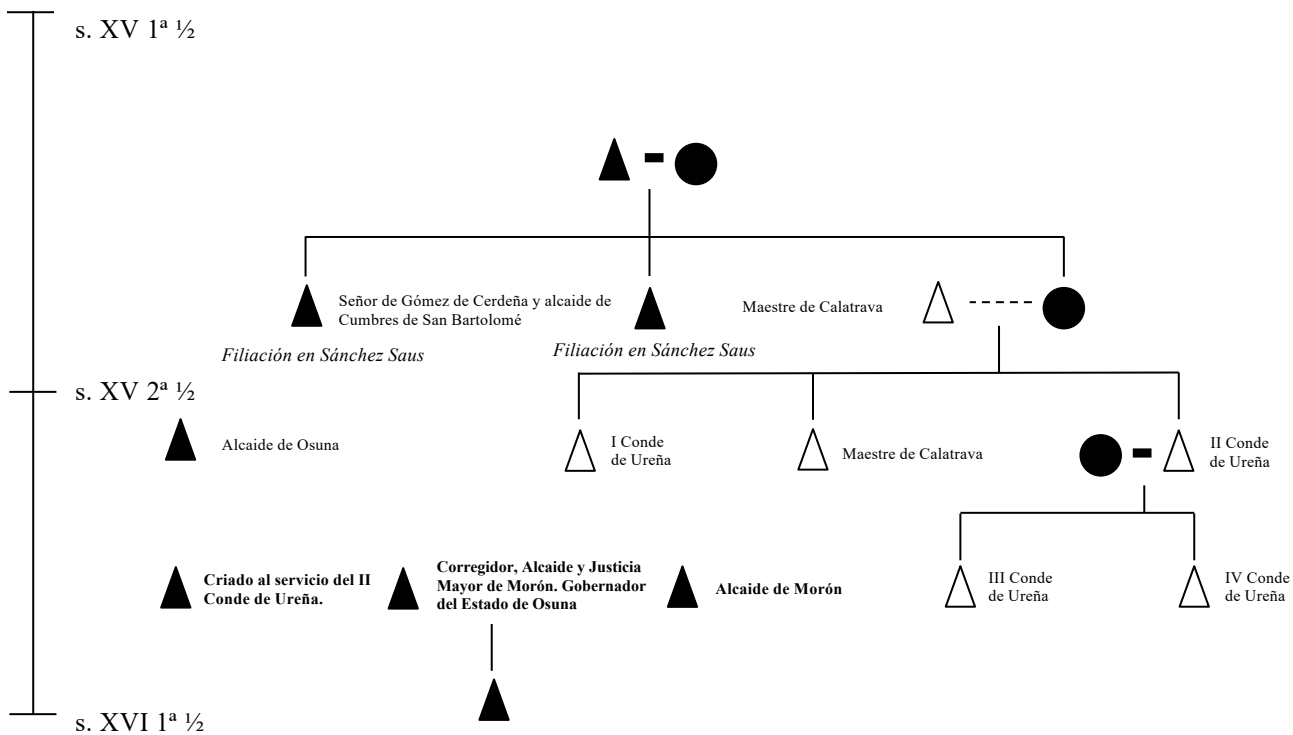 s. XV 1ª ½
Señor de Gómez de Cerdeña y alcaide de
Cumbres de San Bartolomé
Maestre de Calatrava
Filiación en Sánchez Saus
Filiación en Sánchez Saus
s. XV 2ª ½
Alcaide de Osuna
I Conde
de Ureña
Maestre de Calatrava
II Conde
de Ureña
Criado al servicio del II
Conde de Ureña.
Corregidor, Alcaide y Justicia
Mayor de Morón. Gobernador
del Estado de Osuna
Alcaide de Morón
III Conde
de Ureña
IV Conde
de Ureña
s. XVI 1ª ½